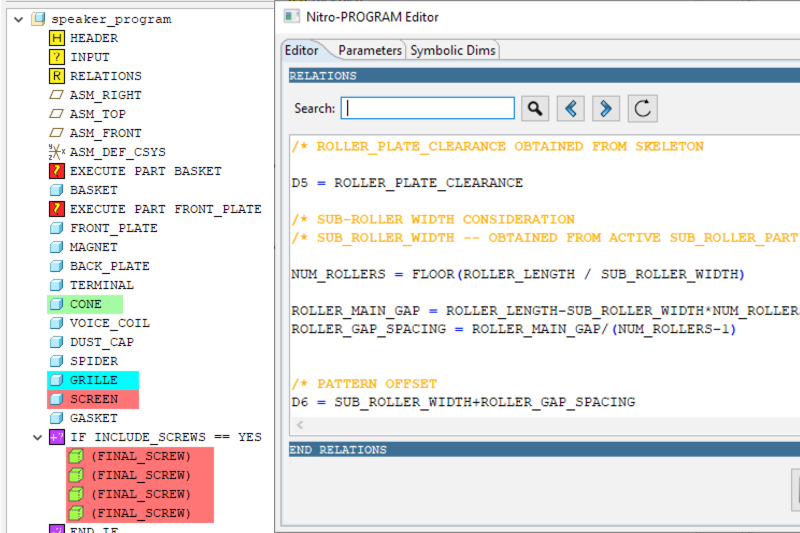 speaker_program
H HEADER
? INPUT
R RELATIONS
ASM_RIGHT
ASM_TOP
ASM_FRONT
ASM_DEF_CSYS
? EXECUTE PART BASKET
BASKET
? EXECUTE PART FRONT_PLATE
FRONT_PLATE
MAGNET
BACK_PLATE
TERMINAL
CONE
VOICE_COIL
DUST_CAP
SPIDER
GRILLE
SCREEN
GASKET
IF INCLUDE_SCREWS == YES
(FINAL_SCREW)
(FINAL_SCREW)
(FINAL_SCREW)
(FINAL_SCREW)
END IF
Nitro-PROGRAM Editor
Editor Parameters Symbolic Dims
RELATIONS
Search:
/* ROLLER_PLATE_CLEARANCE OBTAINED FROM SKELETON
D5 = ROLLER_PLATE_CLEARANCE
/* SUB-ROLLER WIDTH CONSIDERATION
/* SUB_ROLLER_WIDTH -- OBTAINED FROM ACTIVE SUB_ROLLER_PART
NUM_ROLLERS = FLOOR(ROLLER_LENGTH / SUB_ROLLER_WIDTH)
ROLLER_MAIN_GAP = ROLLER_LENGTH-SUB_ROLLER_WIDTH*NUM_ROLLERS
ROLLER_GAP_SPACING = ROLLER_MAIN_GAP/(NUM_ROLLERS-1)
/* PATTERN OFFSET
D6 = SUB_ROLLER_WIDTH+ROLLER_GAP_SPACING
END RELATIONS